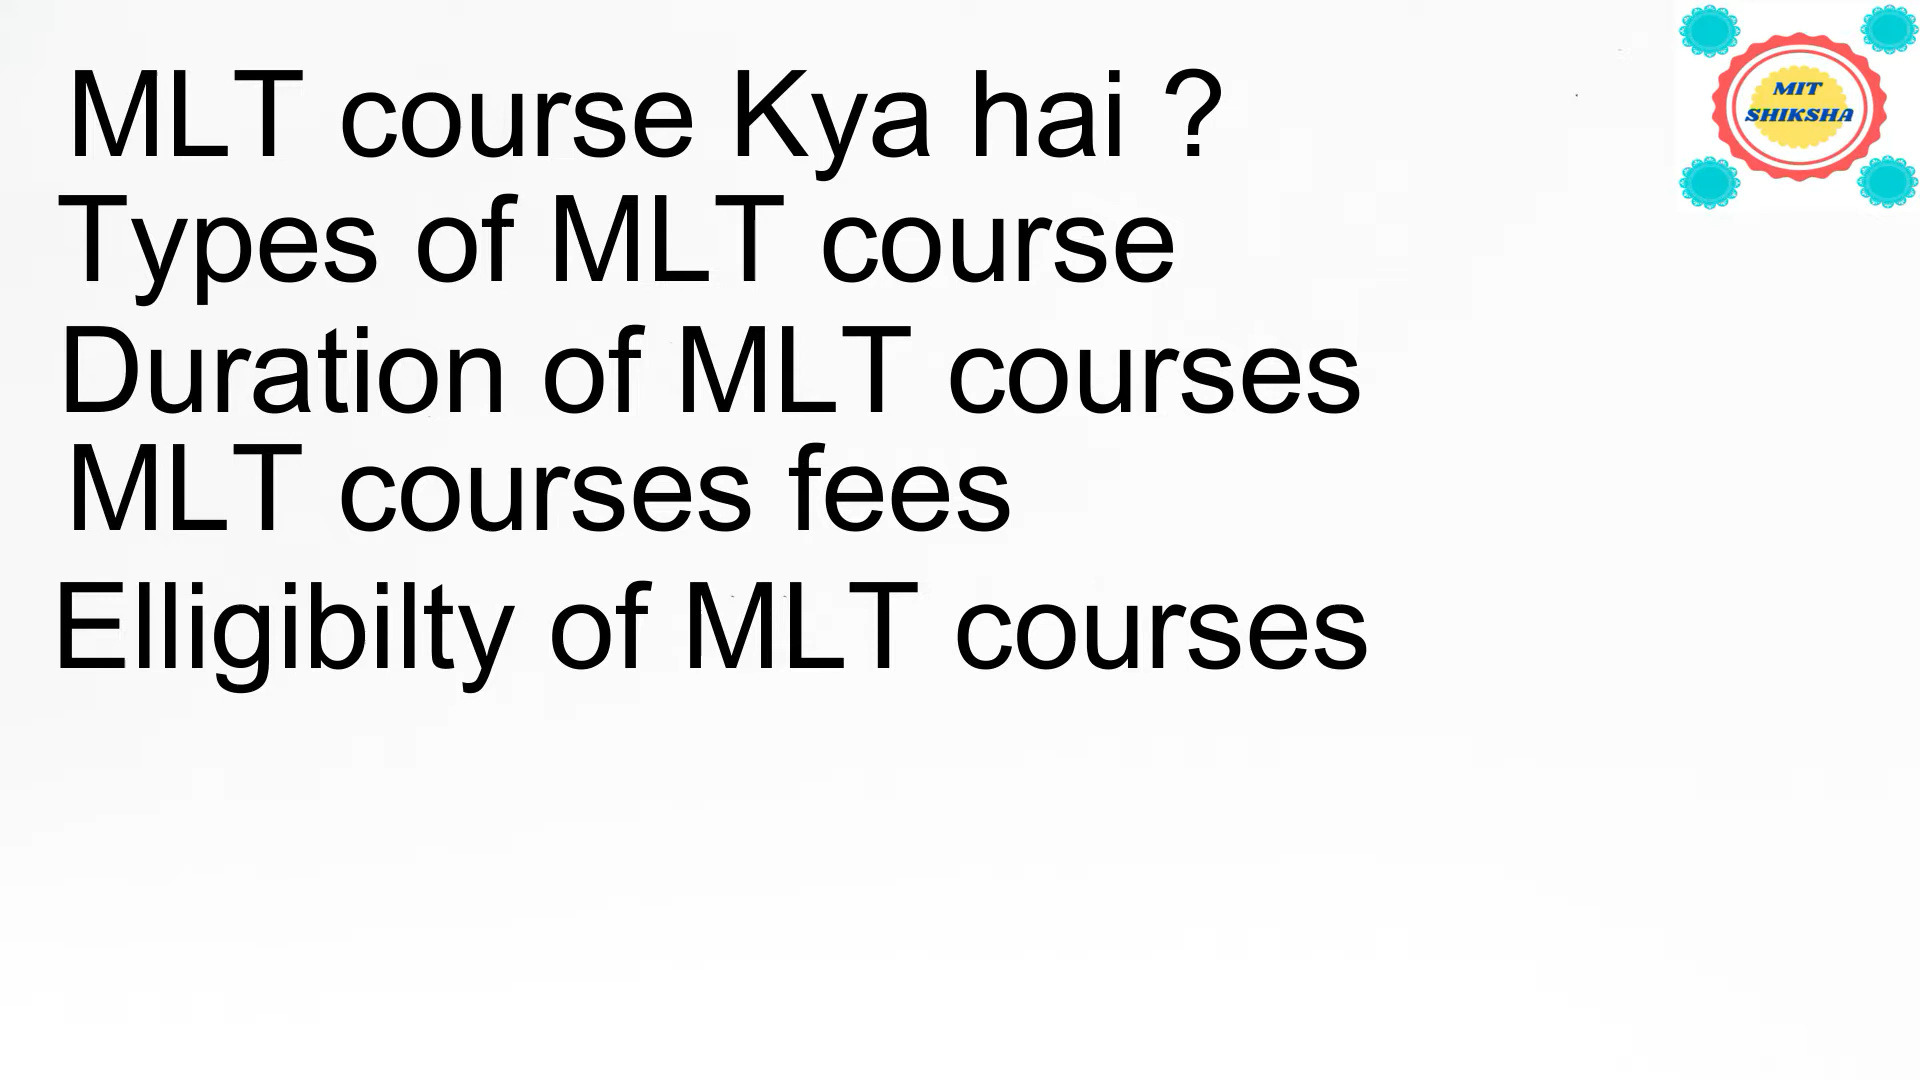 MLT course Kya hai ?
Types of MLT course
Duration of MLT courses
MLT courses fees
Elligibilty of MLT courses
MIT
SHIKSHA